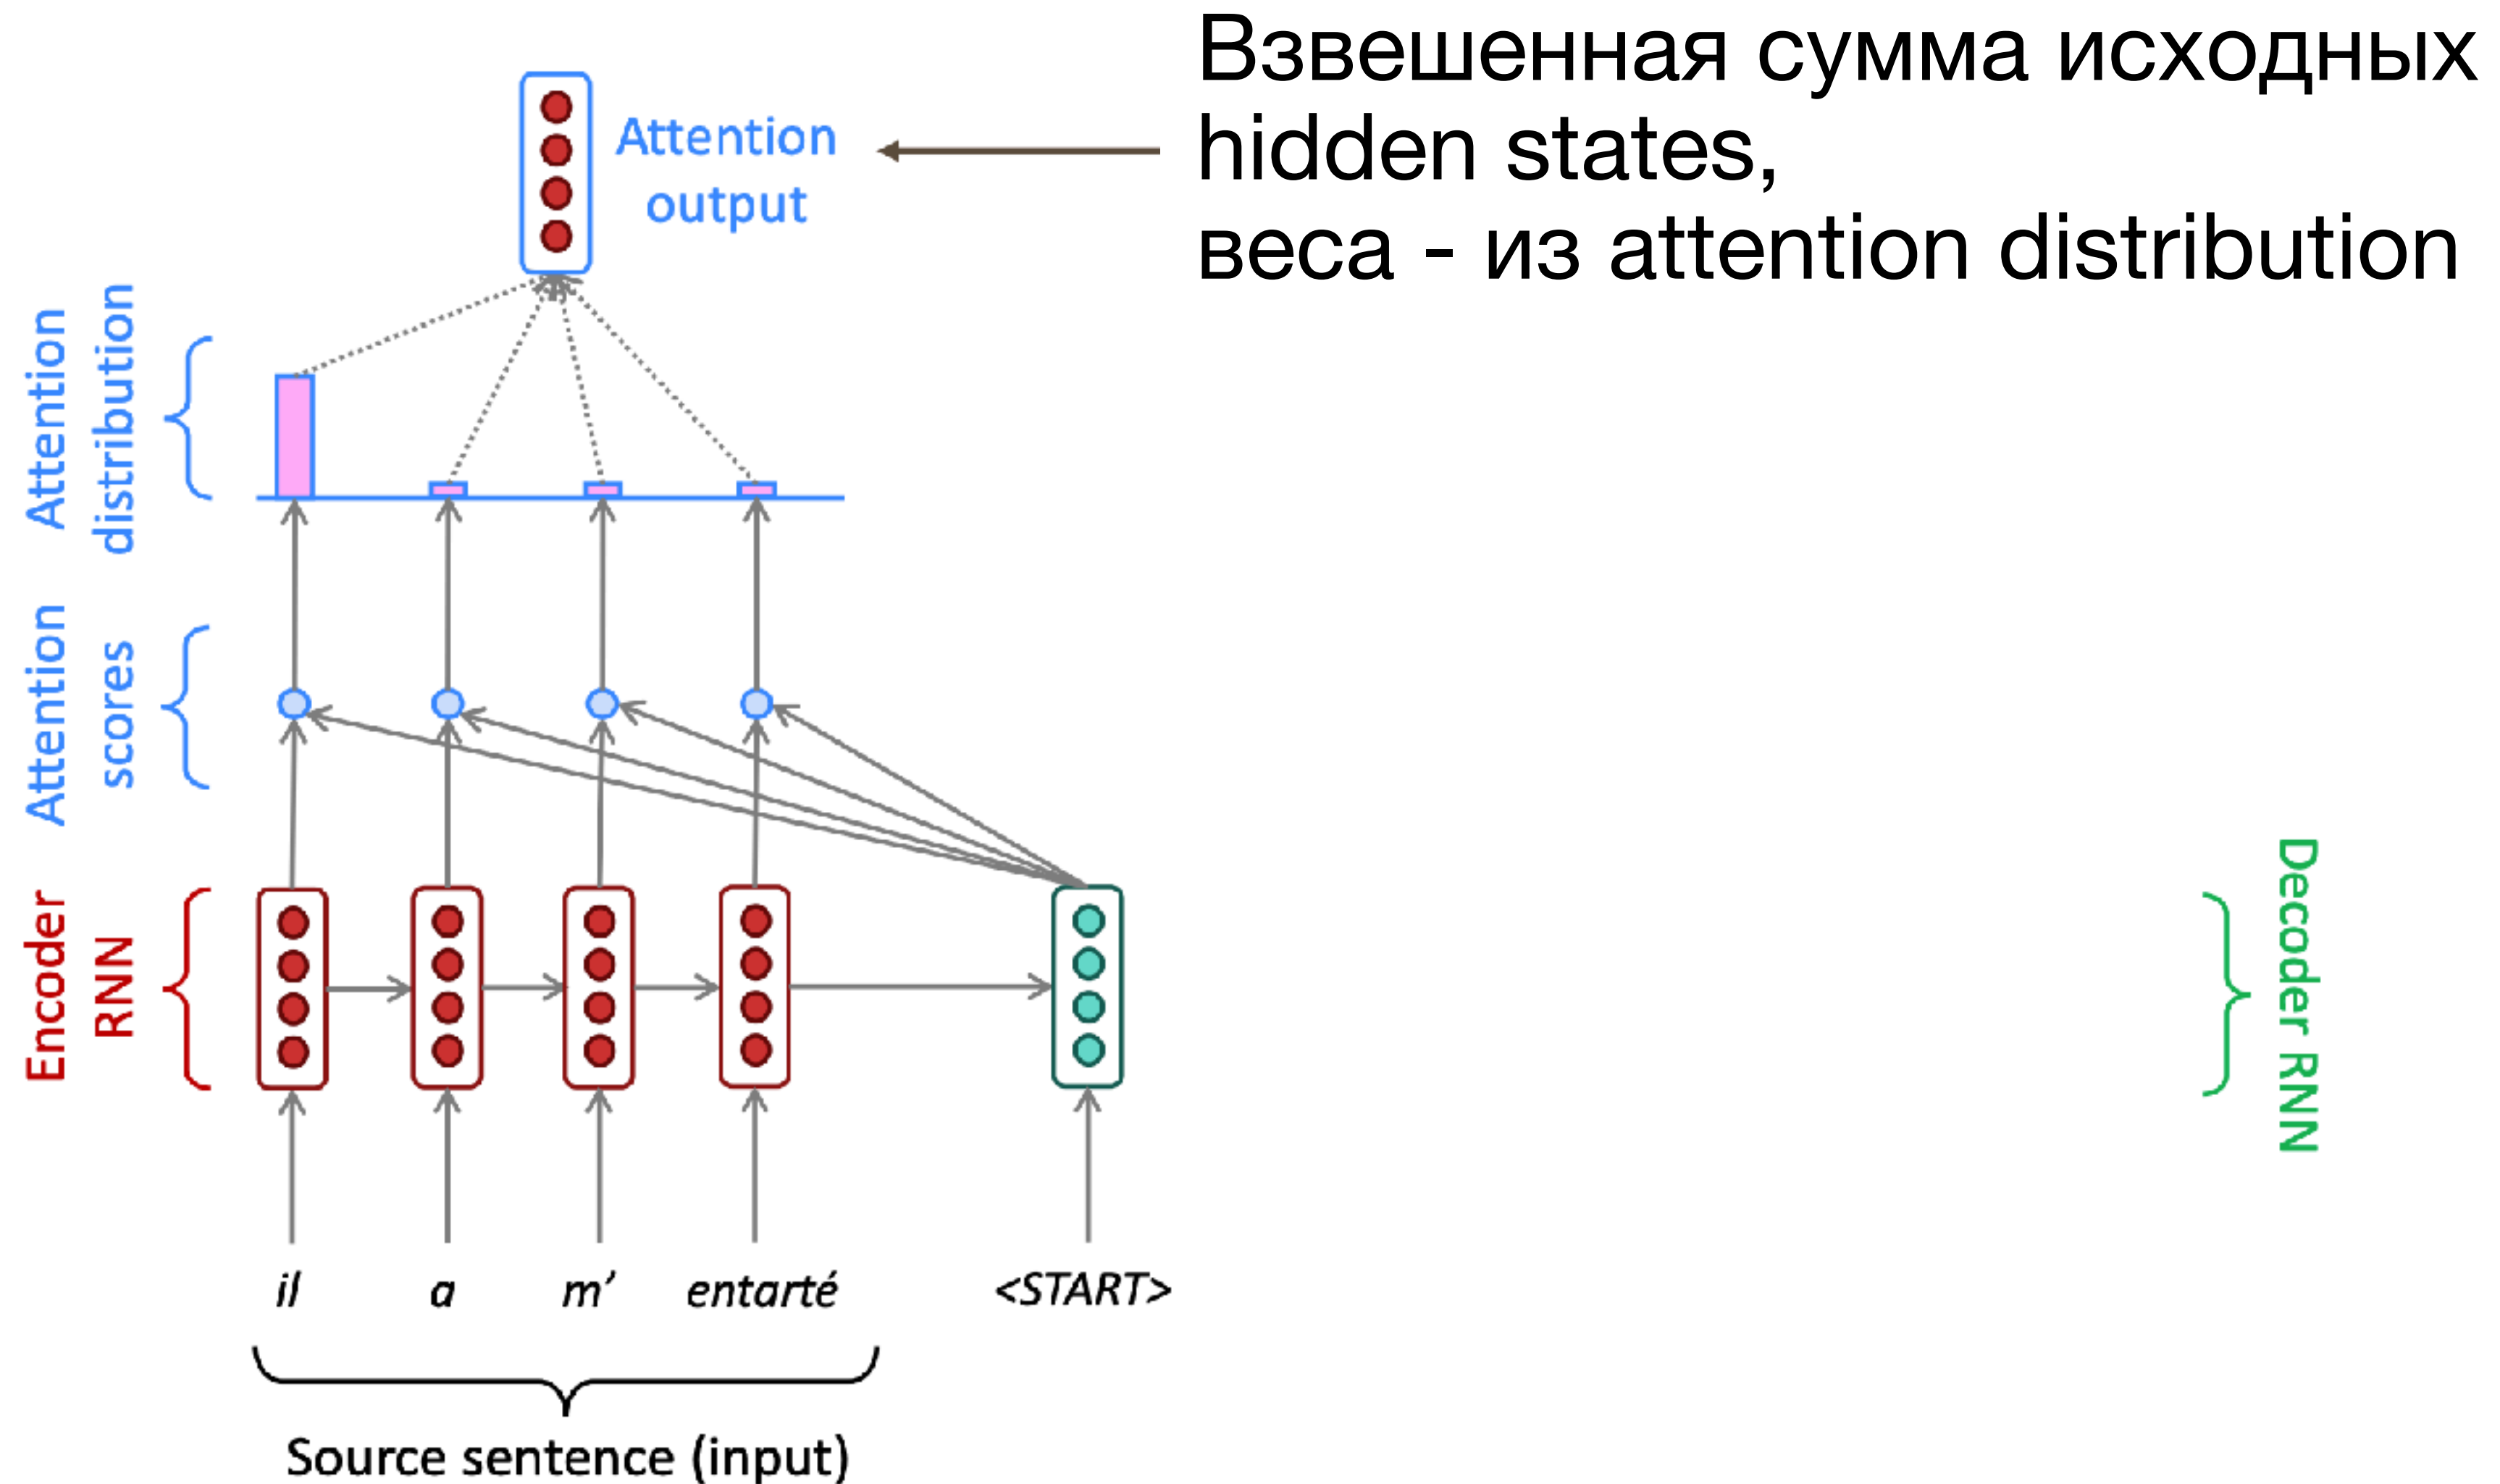 Взвешенная сумма исходных
hidden states,
веса - из attention distribution
Attention
output
Attention
distribution
Attention
scores
Encoder
RNN
Decoder RNN
il a m’ entarté <START>
Source sentence (input)